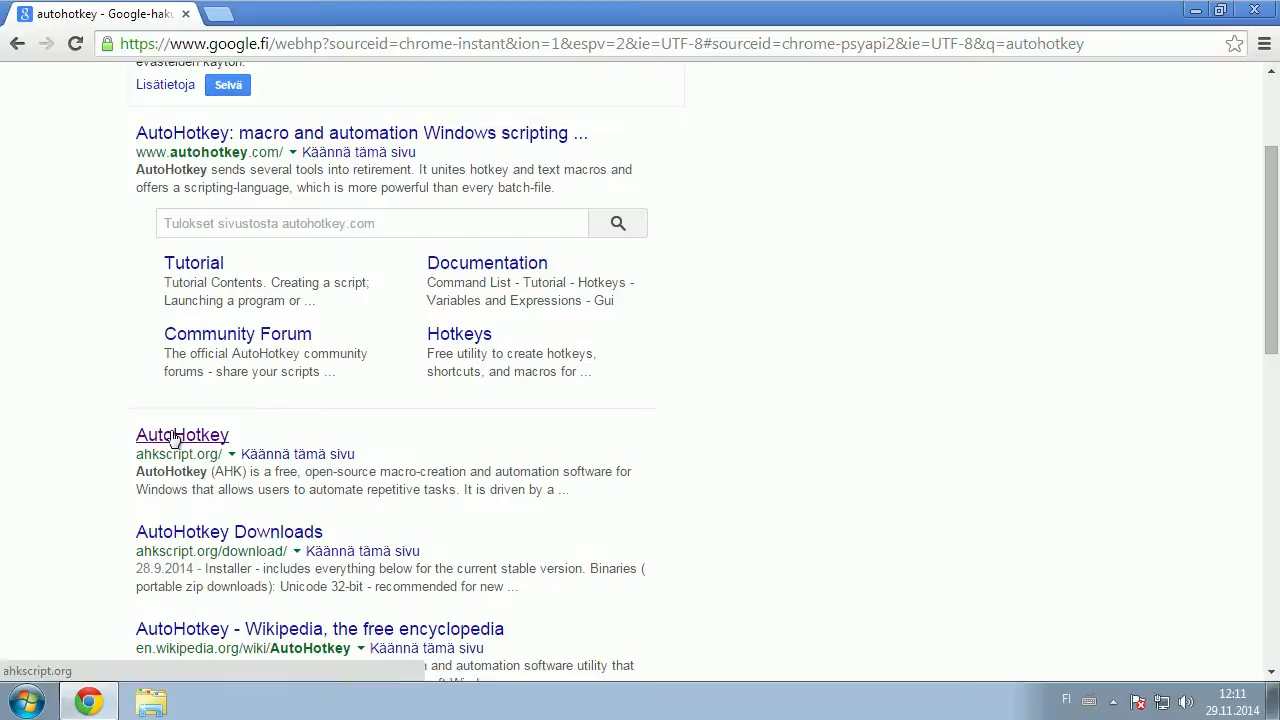 autohotkey - Google-haku
https://www.google.fi/webhp?sourceid=chrome-instant&ion=1&espv=2&ie=UTF-8#sourceid=chrome-psyapi2&ie=UTF-8&q=autohotkey
evästeiden käytön.
Lisätietoja Selvä
AutoHotkey: macro and automation Windows scripting ...
www.autohotkey.com/ Käännä tämä sivu
AutoHotkey sends several tools into retirement. It unites hotkey and text macros and
offers a scripting-language, which is more powerful than every batch-file.
Tulokset sivustosta autohotkey.com
Tutorial
Tutorial Contents. Creating a script;
Launching a program or ...
Documentation
Command List - Tutorial - Hotkeys -
Variables and Expressions - Gui
Community Forum
The official AutoHotkey community
forums - share your scripts ...
Hotkeys
Free utility to create hotkeys,
shortcuts, and macros for ...
AutoHotkey
ahkscript.org/ Käännä tämä sivu
AutoHotkey (AHK) is a free, open-source macro-creation and automation software for
Windows that allows users to automate repetitive tasks. It is driven by a ...
AutoHotkey Downloads
ahkscript.org/download/ Käännä tämä sivu
28.9.2014 - Installer - includes everything below for the current stable version. Binaries (
portable zip downloads): Unicode 32-bit - recommended for new ...
AutoHotkey - Wikipedia, the free encyclopedia
en.wikipedia.org/wiki/AutoHotkey Käännä tämä sivu
and automation software utility that
ahkscript.org
FI
12:11
29.11.2014